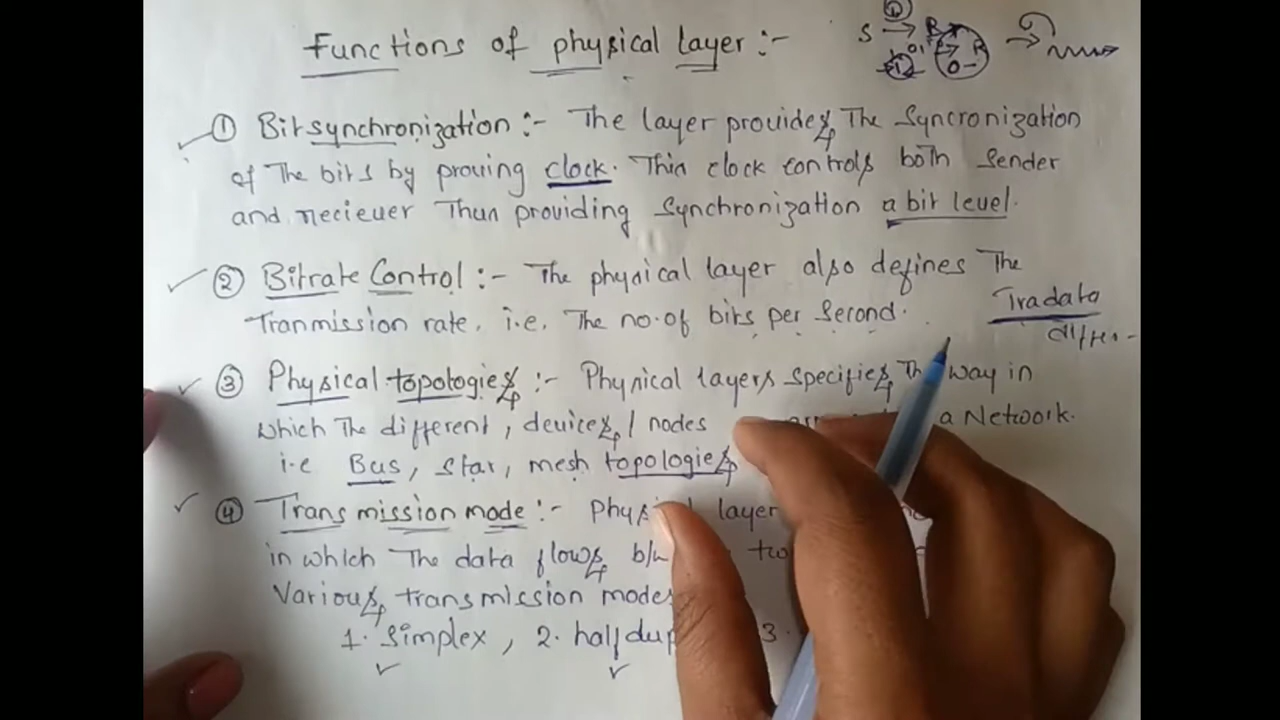 Functions of physical layer :-
① Bit synchronization :- The layer provides The Syncronization
of The bits by proving clock. This clock controls both Sender
and reciever Thus providing Synchronization a bit level.
② Bitrate Control :- The physical layer also defines The
Tranmission rate. i.e. The no. of bits per Second.
③ Physical topologies :- Physical layers specifies The way in
which The different, devices / nodes a Network.
i.e Bus, Star, mesh topologies
④ Transmission mode :- Physical layer
in which The data flows b/w
Various transmission modes
1. Simplex, 2. half dup 3.
S → R